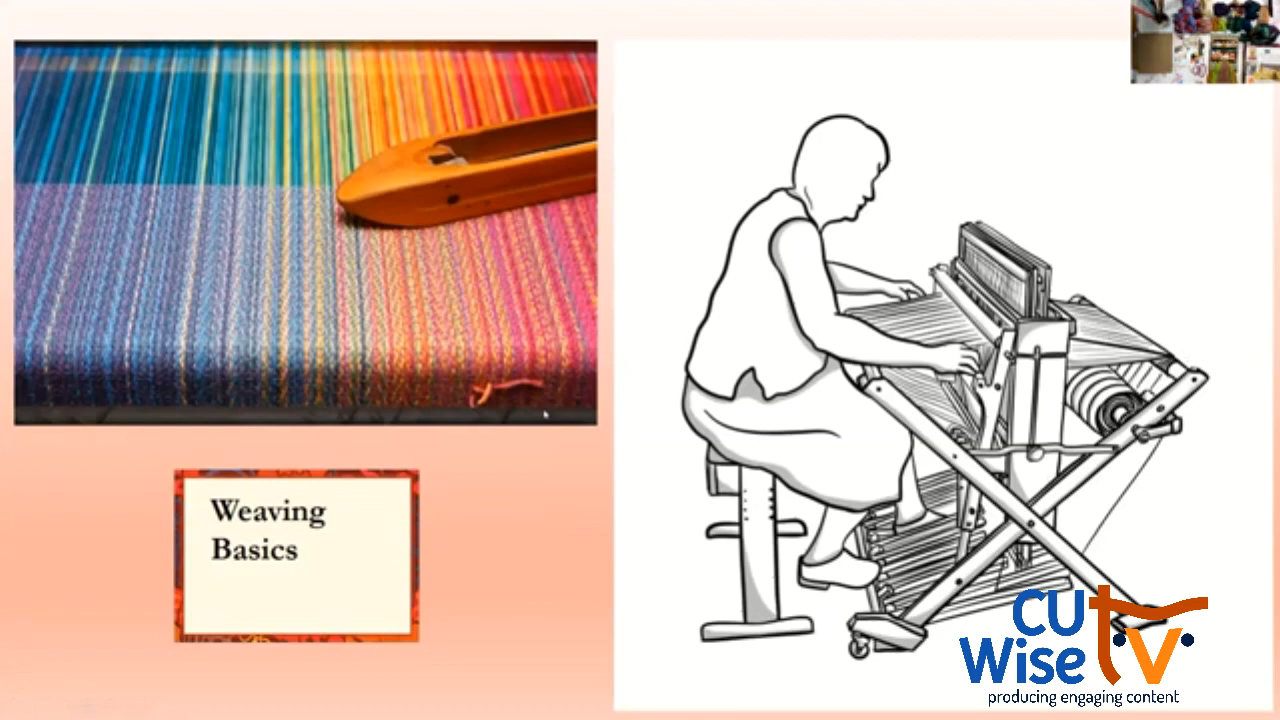 Weaving
Basics
CU tv
Wise
producing engaging content